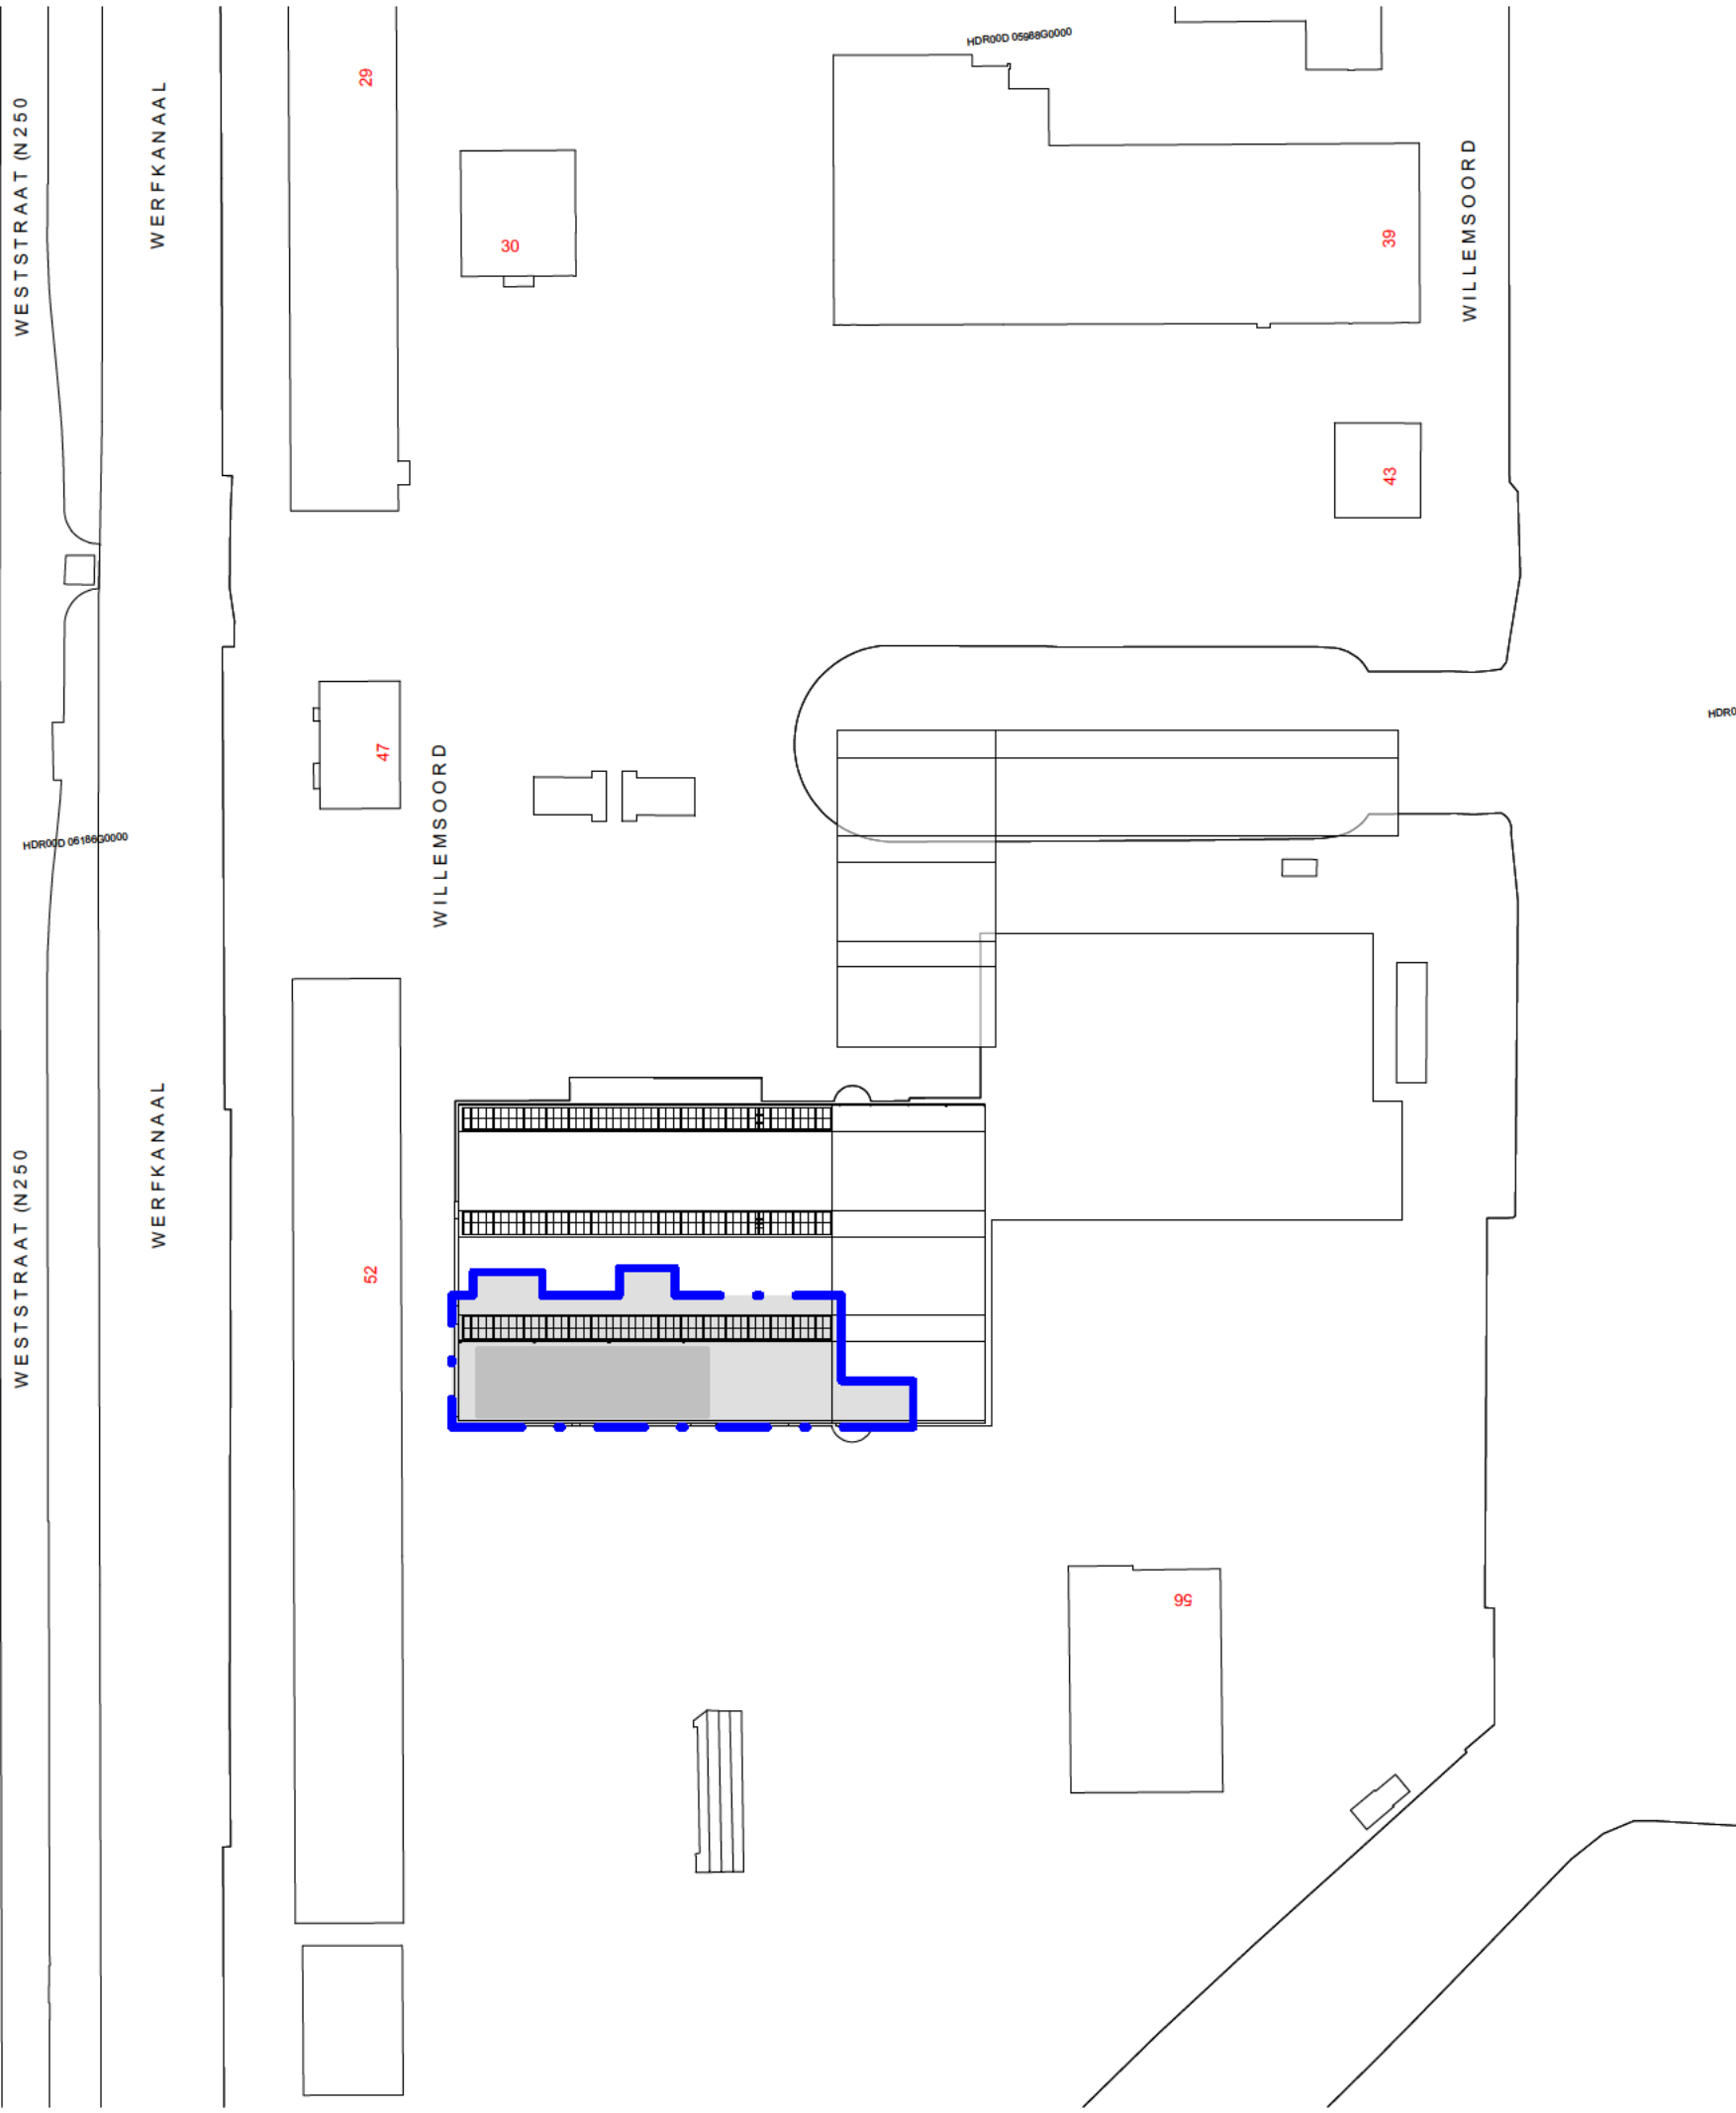 HDR00D 05988G0000
29
WESTSTRAAT (N250
WERFKANAAL
30
39
WILLEMSOORD
43
HDR0
47
WILLEMSOORD
HDR00D 06186G0000
WESTSTRAAT (N250
WERFKANAAL
52
56